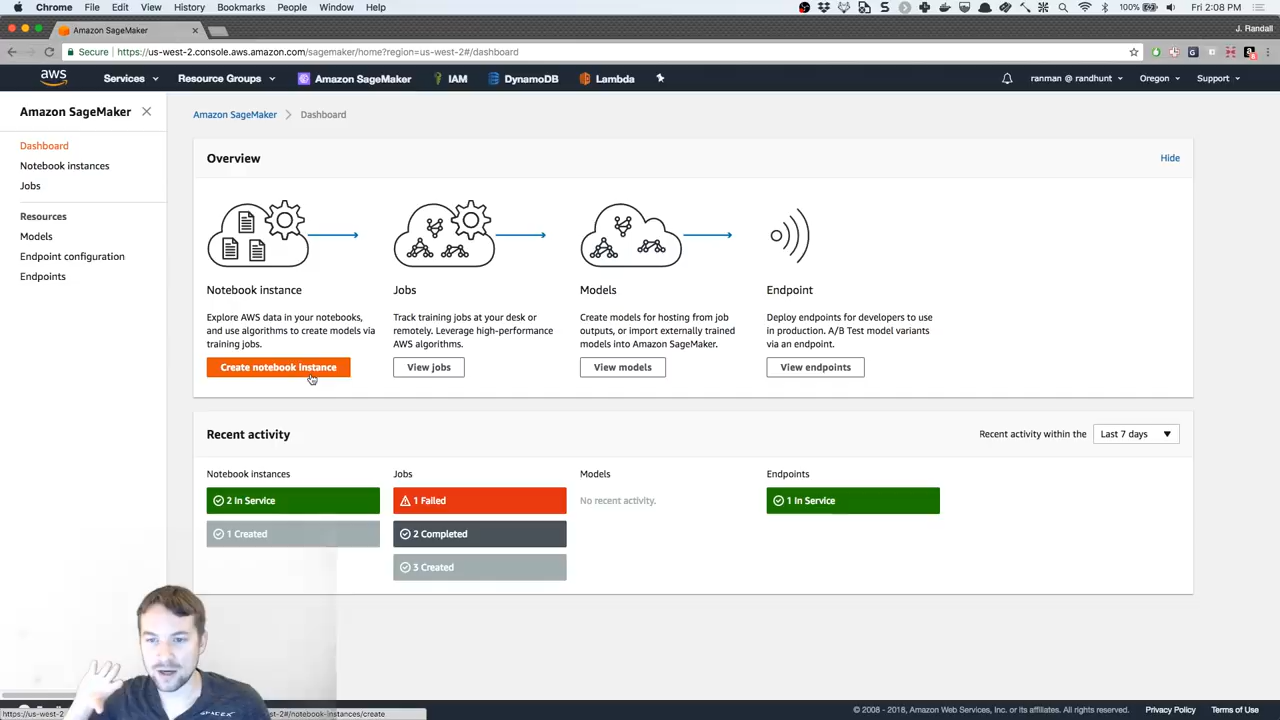 Chrome File Edit View History Bookmarks People Window Help 100% Fri 2:08 PM
Amazon SageMaker
J. Randall
Secure https://us-west-2.console.aws.amazon.com/sagemaker/home?region=us-west-2#/dashboard
aws Services Resource Groups Amazon SageMaker IAM DynamoDB Lambda ranman @ randhunt Oregon Support
Amazon SageMaker
Dashboard
Notebook instances
Jobs
Resources
Models
Endpoint configuration
Endpoints
Amazon SageMaker > Dashboard
Overview
Hide
Notebook instance
Explore AWS data in your notebooks,
and use algorithms to create models via
training jobs.
Create notebook instance
Jobs
Track training jobs at your desk or
remotely. Leverage high-performance
AWS algorithms.
View jobs
Models
Create models for hosting from job
outputs, or import externally trained
models into Amazon SageMaker.
View models
Endpoint
Deploy endpoints for developers to use
in production. A/B Test model variants
via an endpoint.
View endpoints
Recent activity
Recent activity within the Last 7 days
Notebook instances
2 In Service
1 Created
Jobs
1 Failed
2 Completed
3 Created
Models
No recent activity.
Endpoints
1 In Service
https://us-west-2 -2#/notebook-instances/create
© 2008 - 2018, Amazon Web Services, Inc. or its affiliates. All rights reserved. Privacy Policy Terms of Use